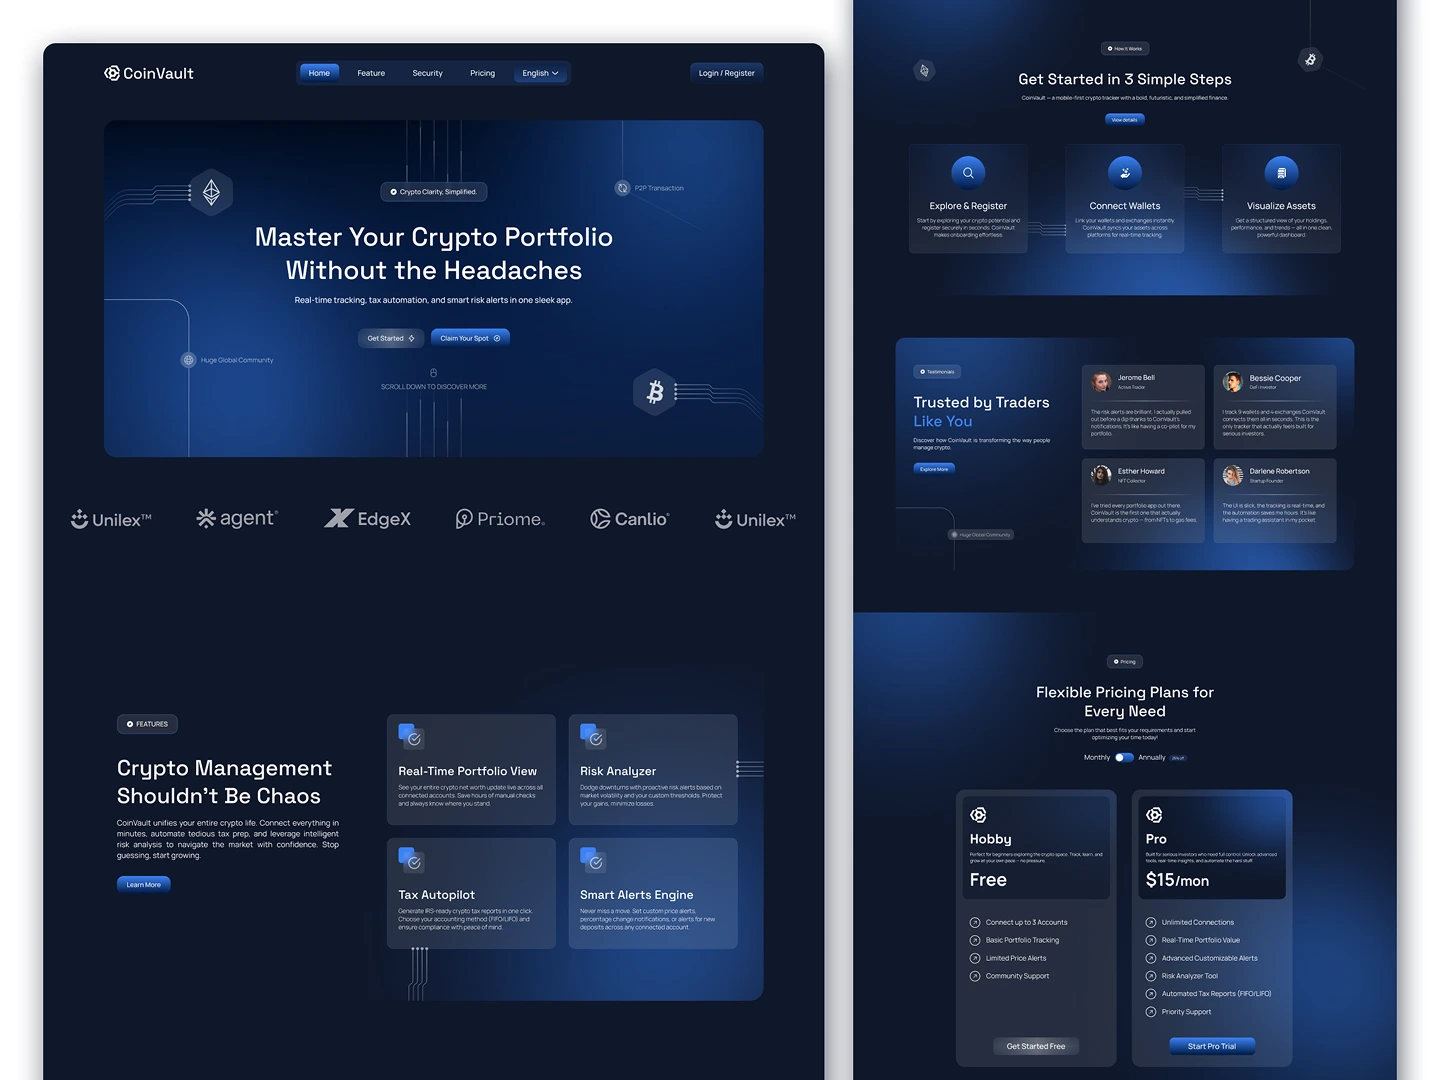 CoinVault
Home
Feature
Security
Pricing
English
Login / Register
Crypto Clarity, Simplified.
P2P Transaction
Master Your Crypto Portfolio
Without the Headaches
Real-time tracking, tax automation, and smart risk alerts in one sleek app.
Get Started
Claim Your Spot
Huge Global Community
SCROLL DOWN TO DISCOVER MORE
Unilex™
agent°
EdgeX
Priome.
Canlio°
Unilex™
FEATURES
Crypto Management
Shouldn't Be Chaos
CoinVault unifies your entire crypto life. Connect everything in
minutes, automate tedious tax prep, and leverage intelligent
risk analysis to navigate the market with confidence. Stop
guessing, start growing.
Learn More
Real-Time Portfolio View
See your entire crypto net worth update live across all
connected accounts. Save hours of manual checks
and always know where you stand.
Risk Analyzer
Dodge downturns with proactive risk alerts based on
market volatility and your custom thresholds. Protect
your gains, minimize losses.
Tax Autopilot
Generate IRS-ready crypto tax reports in one click.
Choose your accounting method (FIFO/LIFO) and
ensure compliance with peace of mind.
Smart Alerts Engine
Never miss a move. Set custom price alerts,
percentage change notifications, or alerts for new
deposits across any connected account.
How It Works
Get Started in 3 Simple Steps
CoinVault — a mobile-first crypto tracker with a bold, futuristic, and simplified finance.
View details
Explore & Register
Start by exploring your crypto potential and
register securely in seconds. CoinVault
makes onboarding effortless.
Connect Wallets
Link your wallets and exchanges instantly.
CoinVault syncs your assets across
platforms for real-time tracking.
Visualize Assets
Get a structured view of your holdings,
performance, and trends — all in one clean,
powerful dashboard.
Testimonials
Trusted by Traders
Like You
Discover how CoinVault is transforming the way people
manage crypto.
Explore More
Huge Global Community
Jerome Bell
Active Trader
The risk alerts are brilliant. I actually pulled
out before a dip thanks to CoinVault's
notifications. It's like having a co-pilot for my
portfolio.
Bessie Cooper
DeFi Investor
I track 9 wallets and 4 exchanges CoinVault
connects them all in seconds. This is the
only tracker that actually feels built for
serious investors.
Esther Howard
NFT Collector
I've tried every portfolio app out there
CoinVault is the first one that actually
understands crypto — from NFTs to gas fees.
Darlene Robertson
Startup Founder
The UI is slick, the tracking is real-time, and
the automation saves me hours. It's like
having a trading assistant in my pocket.
Pricing
Flexible Pricing Plans for
Every Need
Choose the plan that best fits your requirements and start
optimizing your time today!
Monthly
Annually
Hobby
Perfect for beginners exploring the crypto space. Track, learn, and
grow at your own pace — no pressure.
Free
Connect up to 3 Accounts
Basic Portfolio Tracking
Limited Price Alerts
Community Support
Get Started Free
Pro
Built for serious investors who need full control. Unlock advanced
tools, real-time insights, and automate the hard stuff.
$15/mon
Unlimited Connections
Real-Time Portfolio Value
Advanced Customizable Alerts
Risk Analyzer Tool
Automated Tax Reports (FIFO/LIFO)
Priority Support
Start Pro Trial